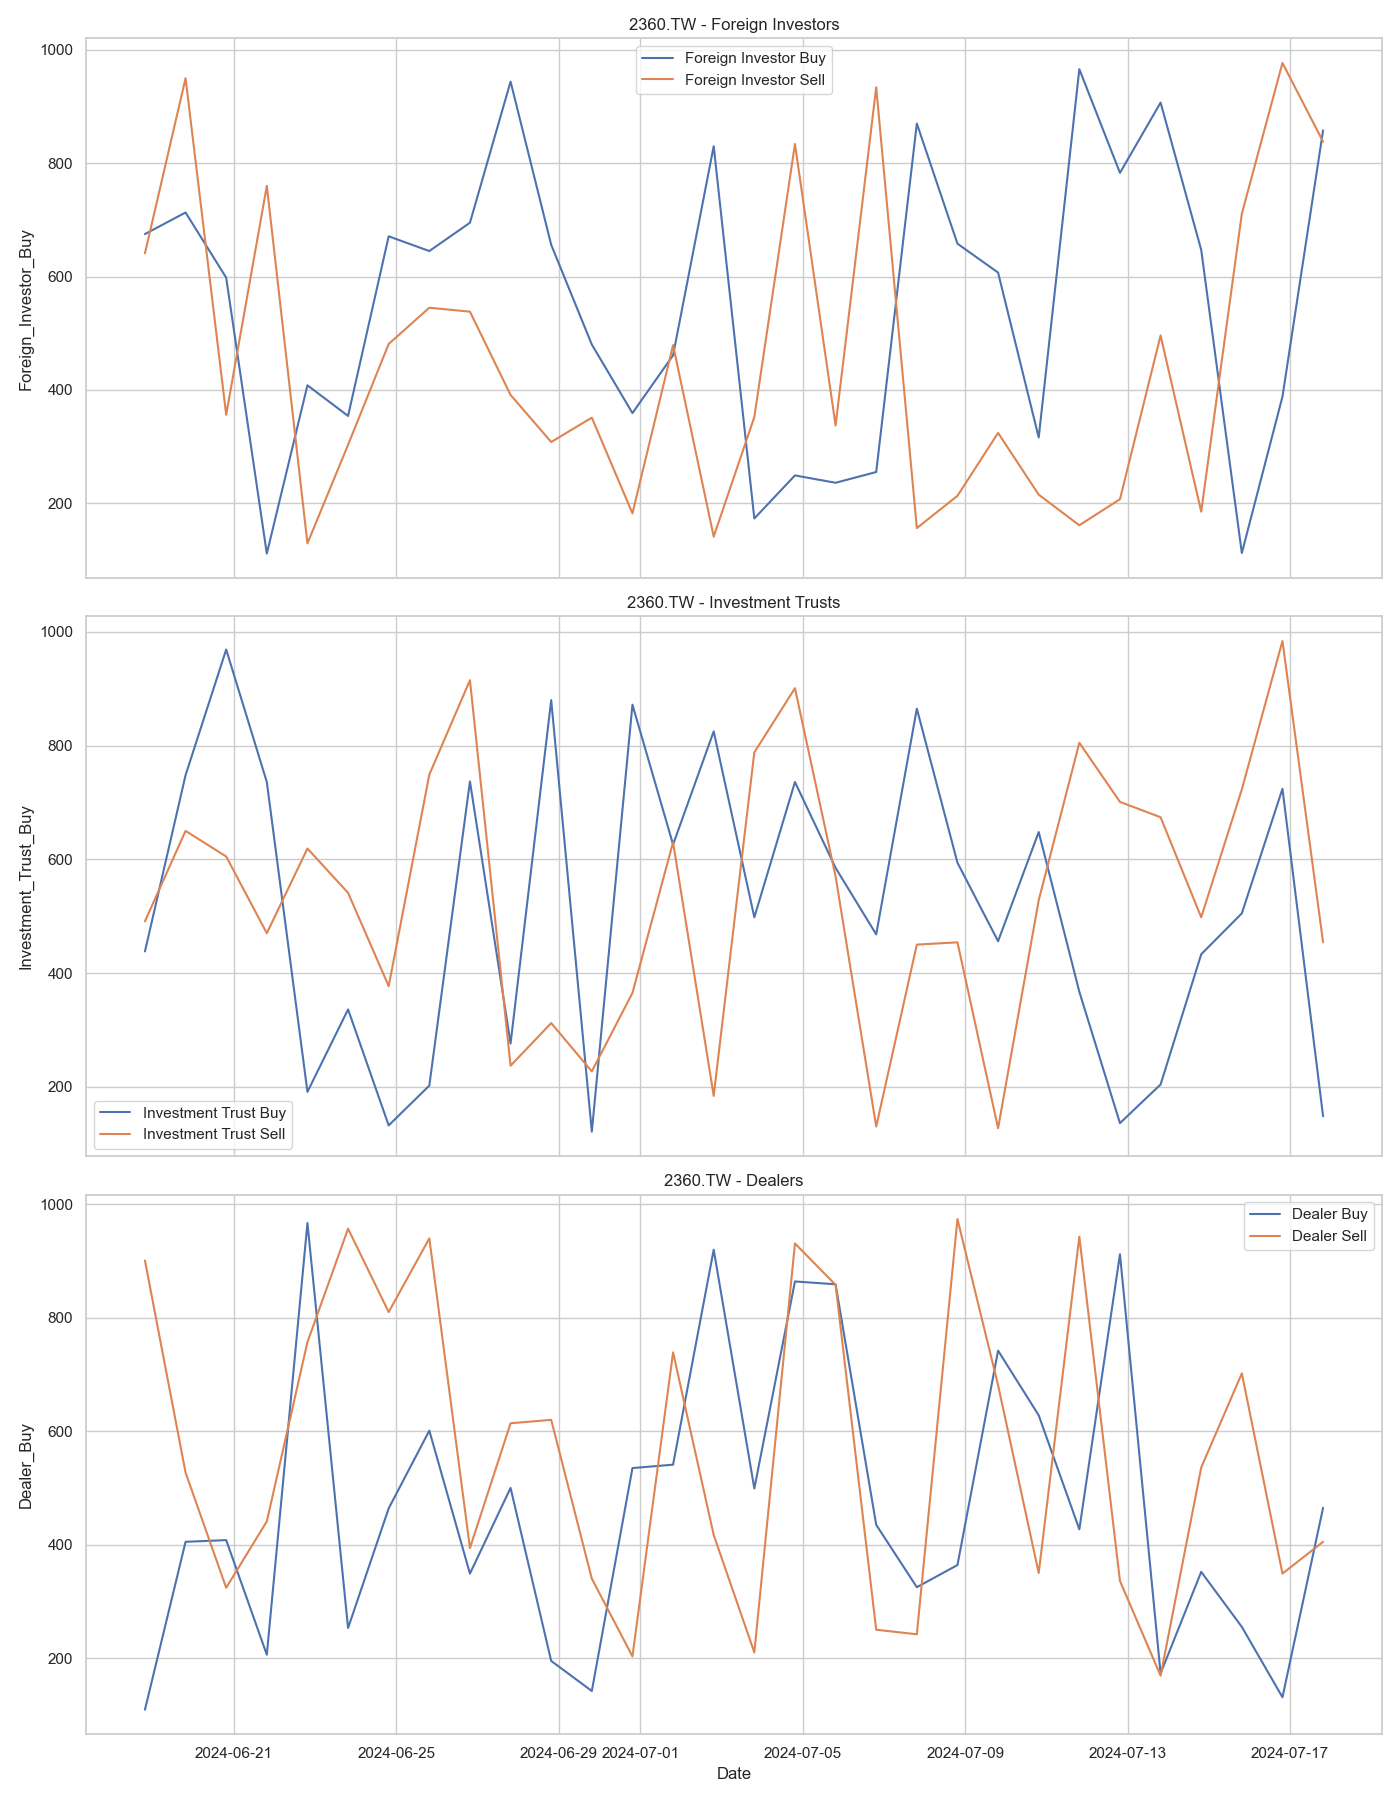 2360.TW - Foreign Investors
Foreign Investor Buy
Foreign Investor Sell
Foreign_Investor_Buy
1000
800
600
400
200
2360.TW - Investment Trusts
Investment_Trust_Buy
1000
800
600
400
200
Investment Trust Buy
Investment Trust Sell
2360.TW - Dealers
Dealer Buy
Dealer Sell
Dealer_Buy
1000
800
600
400
200
2024-06-21 2024-06-25 2024-06-29 2024-07-01 2024-07-05 2024-07-09 2024-07-13 2024-07-17
Date